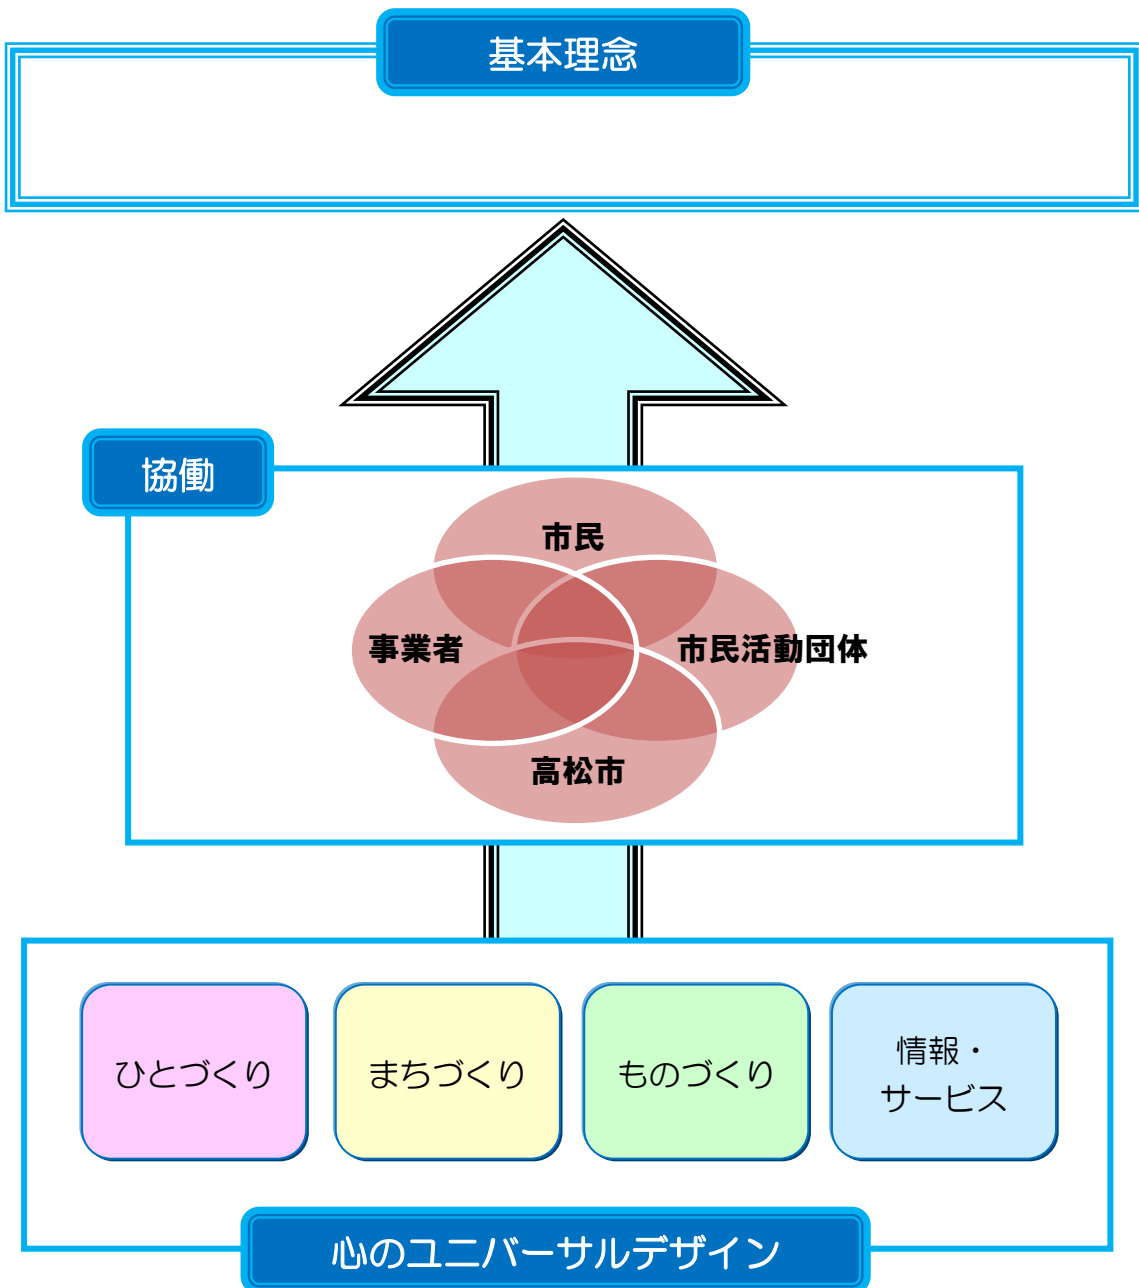 基本理念
協働
市民
事業者
市民活動団体
高松市
ひとづくり
まちづくり
ものづくり
情報・
サービス
心のユニバーサルデザイン